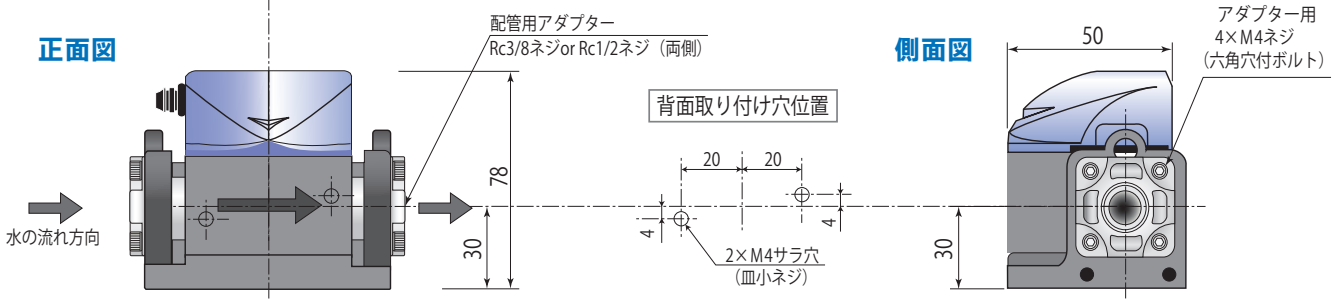 正面図
配管用アダプター
Rc3/8ネジor Rc1/2ネジ（両側）
78
30
水の流れ方向
背面取り付け穴位置
20
20
4
4
2×M4サラ穴
（皿小ネジ）
側面図
50
アダプター用
4×M4ネジ
（六角穴付ボルト）
30